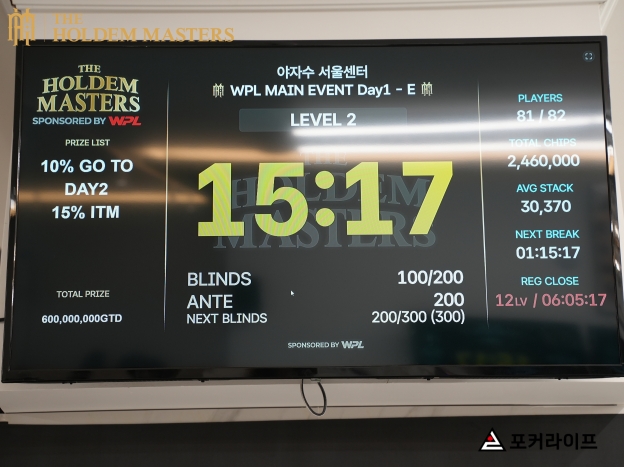 THE
HOLDEM MASTERS
THE
HOLDEM
MASTERS
SPONSORED BY WPL
PRIZE LIST
10% GO TO
DAY2
15% ITM
TOTAL PRIZE
600,000,000GTD
야자수 서울센터
WPL MAIN EVENT Day1 - E
LEVEL 2
THE
HOLDEM
MASTERS
15:17
BLINDS 100/200
ANTE 200
NEXT BLINDS 200/300 (300)
SPONSORED BY WPL
PLAYERS
81 / 82
TOTAL CHIPS
2,460,000
AVG STACK
30,370
NEXT BREAK
01:15:17
REG CLOSE
12LV / 06:05:17
포커라이프